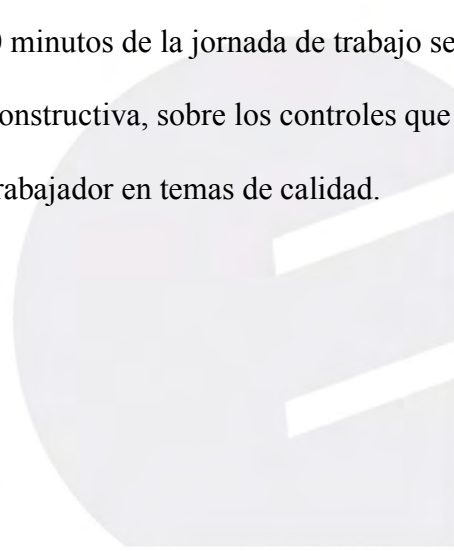 minutos de la jornada de trabajo se
onstructiva, sobre los controles que
rabajador en temas de calidad.